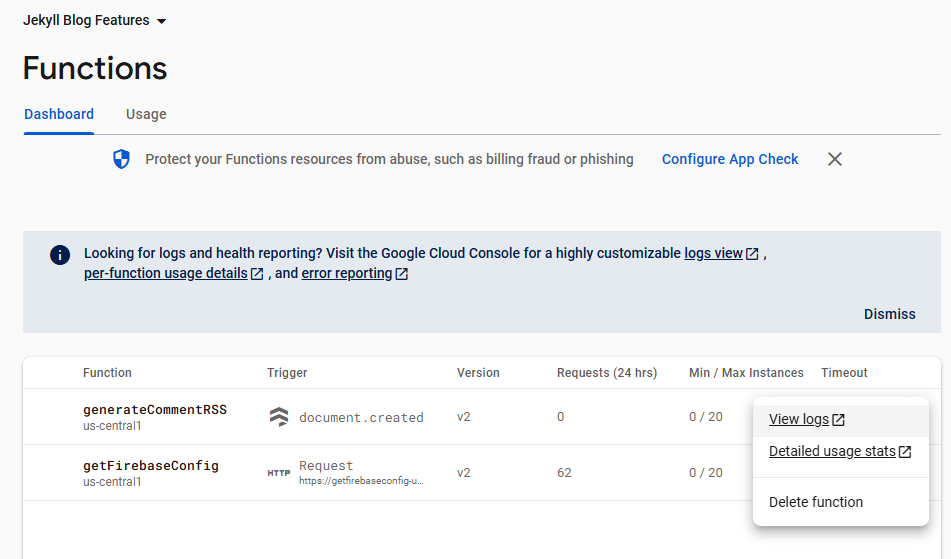 Jekyll Blog Features
Functions
Dashboard Usage
Protect your Functions resources from abuse, such as billing fraud or phishing Configure App Check
Looking for logs and health reporting? Visit the Google Cloud Console for a highly customizable logs view ,
per-function usage details , and error reporting
Dismiss
Function Trigger Version Requests (24 hrs) Min / Max Instances Timeout
generateCommentRSS document.created v2 0 0 / 20
us-central1
getFirebaseConfig HTTP Request v2 62 0 / 20
us-central1 https://getfirebaseconfig-u...
View logs
Detailed usage stats
Delete function